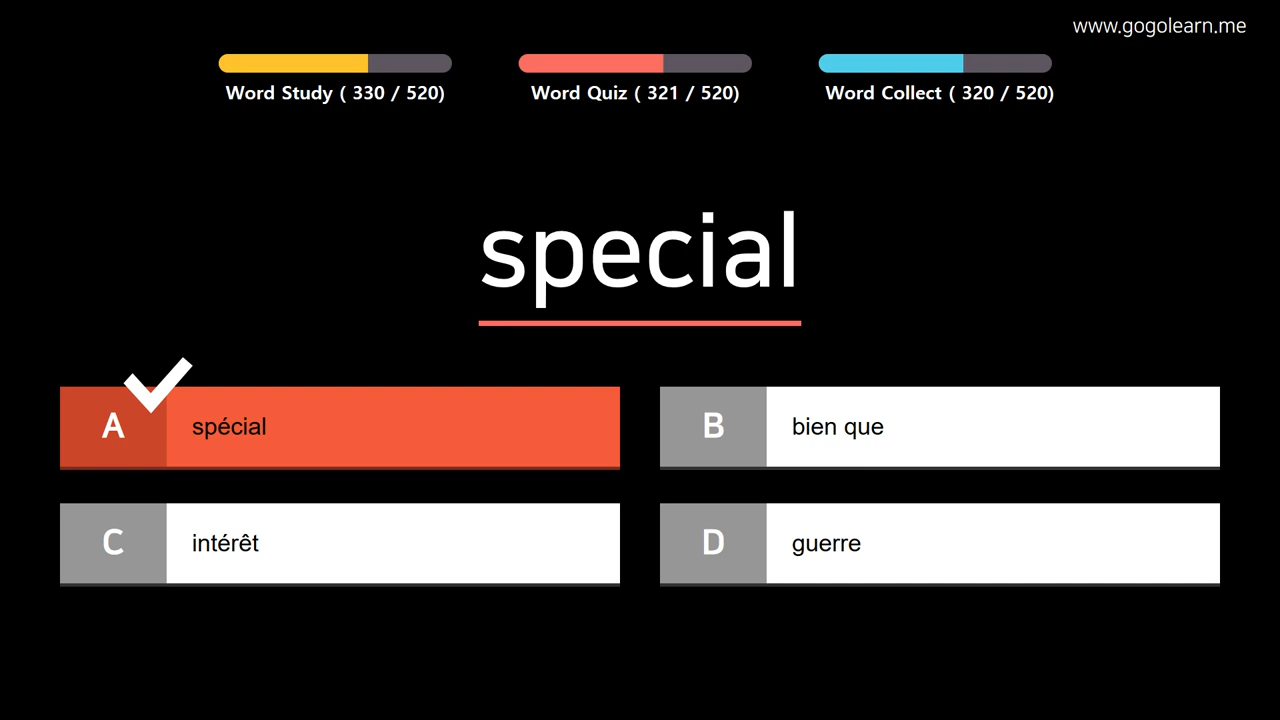 www.gogolearn.me
Word Study ( 330 / 520)
Word Quiz ( 321 / 520)
Word Collect ( 320 / 520)
special
A spécial
B bien que
C intérêt
D guerre